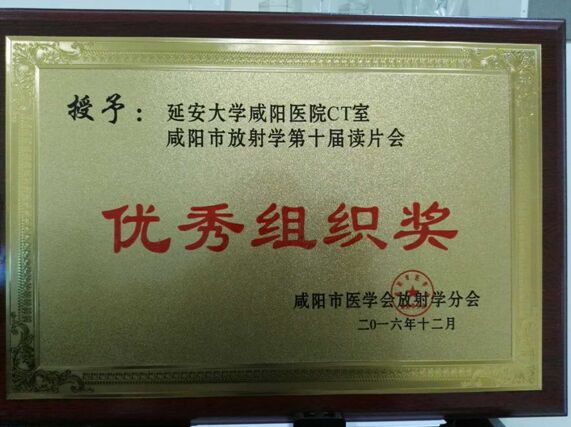 授予：延安大学咸阳医院CT室
咸阳市放射学第十届读片会
优秀组织奖
咸阳市医学会放射学分会
二〇一六年十二月